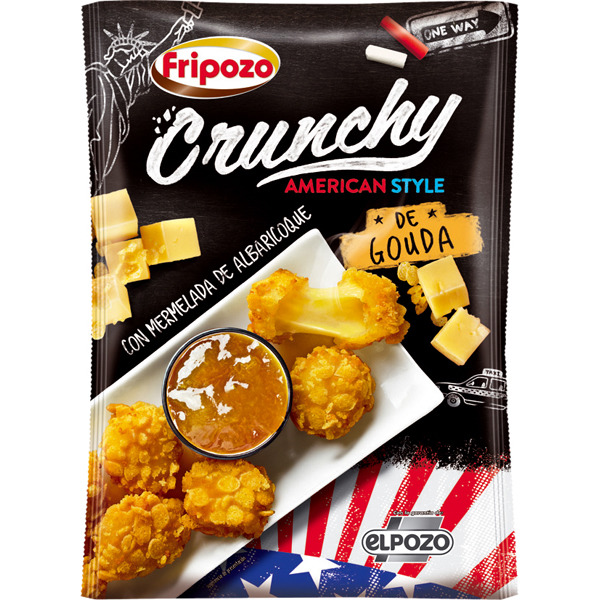 ONE WAY
Fripozo
Crunchy
AMERICAN STYLE
DE
GOUDA
CON MERMELADA DE ALBARICOQUE
TAXI
ELPOZO